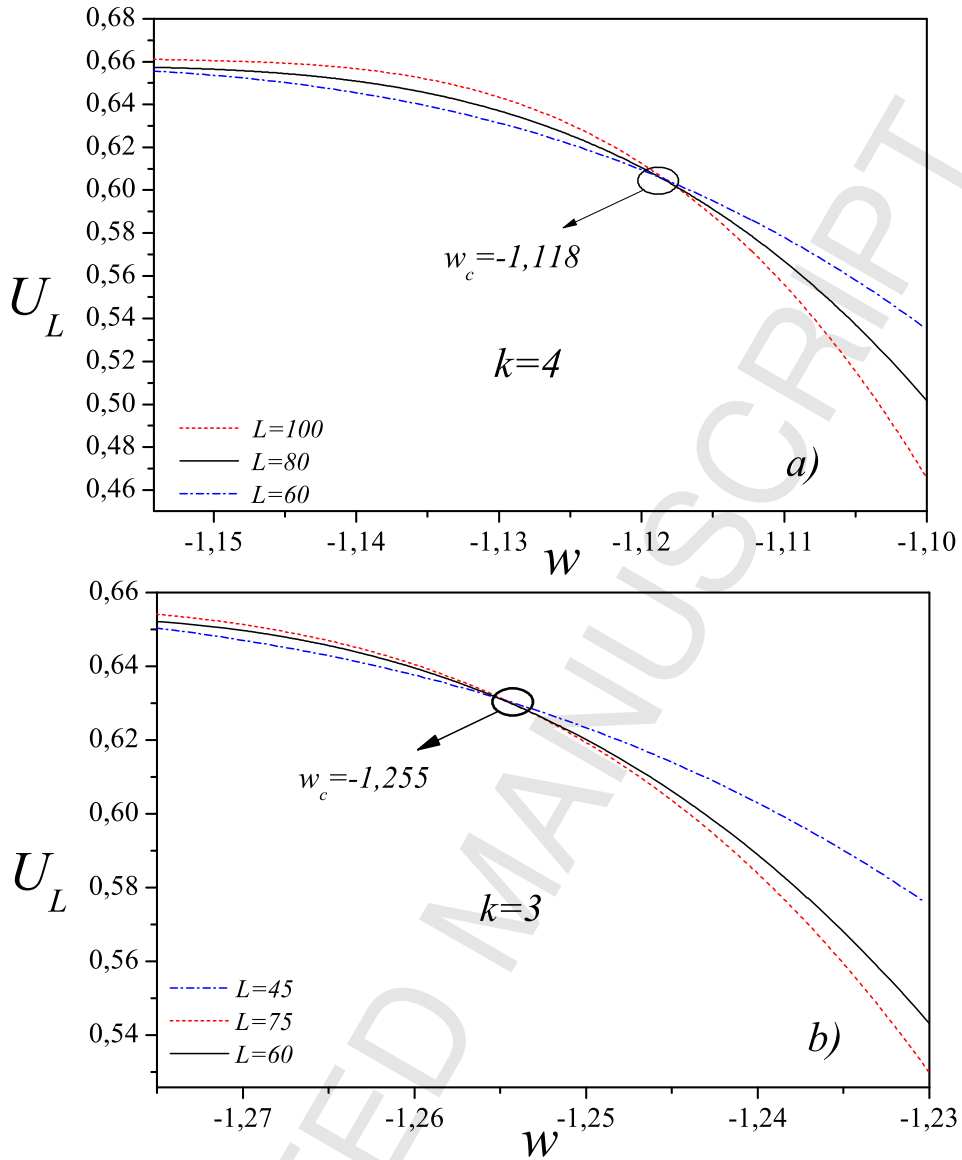 0,68
0,66
0,64
0,62
0,60
0,58
0,56
0,54
0,52
0,50
0,48
0,46
U_L
w_c=-1,118
k=4
L=100
L=80
L=60
a)
-1,15 -1,14 -1,13 -1,12 -1,11 -1,10
w
0,66
0,64
0,62
0,60
0,58
0,56
0,54
U_L
w_c=-1,255
k=3
L=45
L=75
L=60
b)
-1,27 -1,26 -1,25 -1,24 -1,23
w
TED MANUSCRIPT